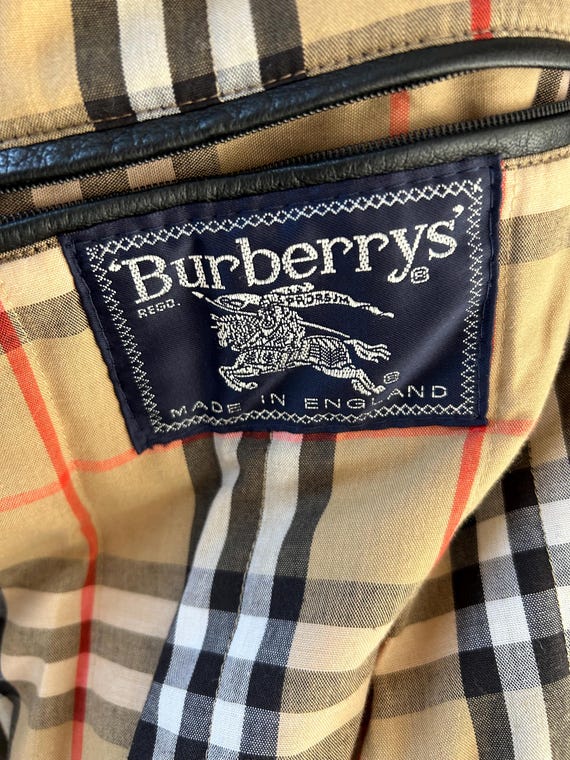 'Burberrys'
REGD.
®
PRORSUM
®
MADE IN ENGLAND